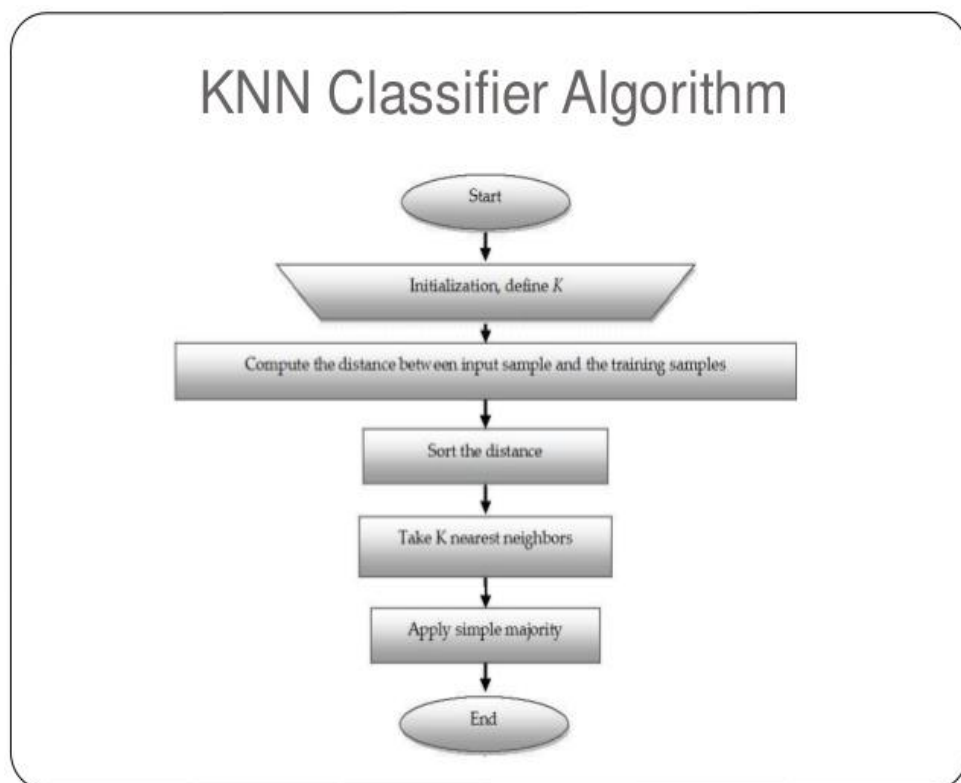 KNN Classifier Algorithm
Start
Initialization, define K
Compute the distance between input sample and the training samples
Sort the distance
Take K nearest neighbors
Apply simple majority
End